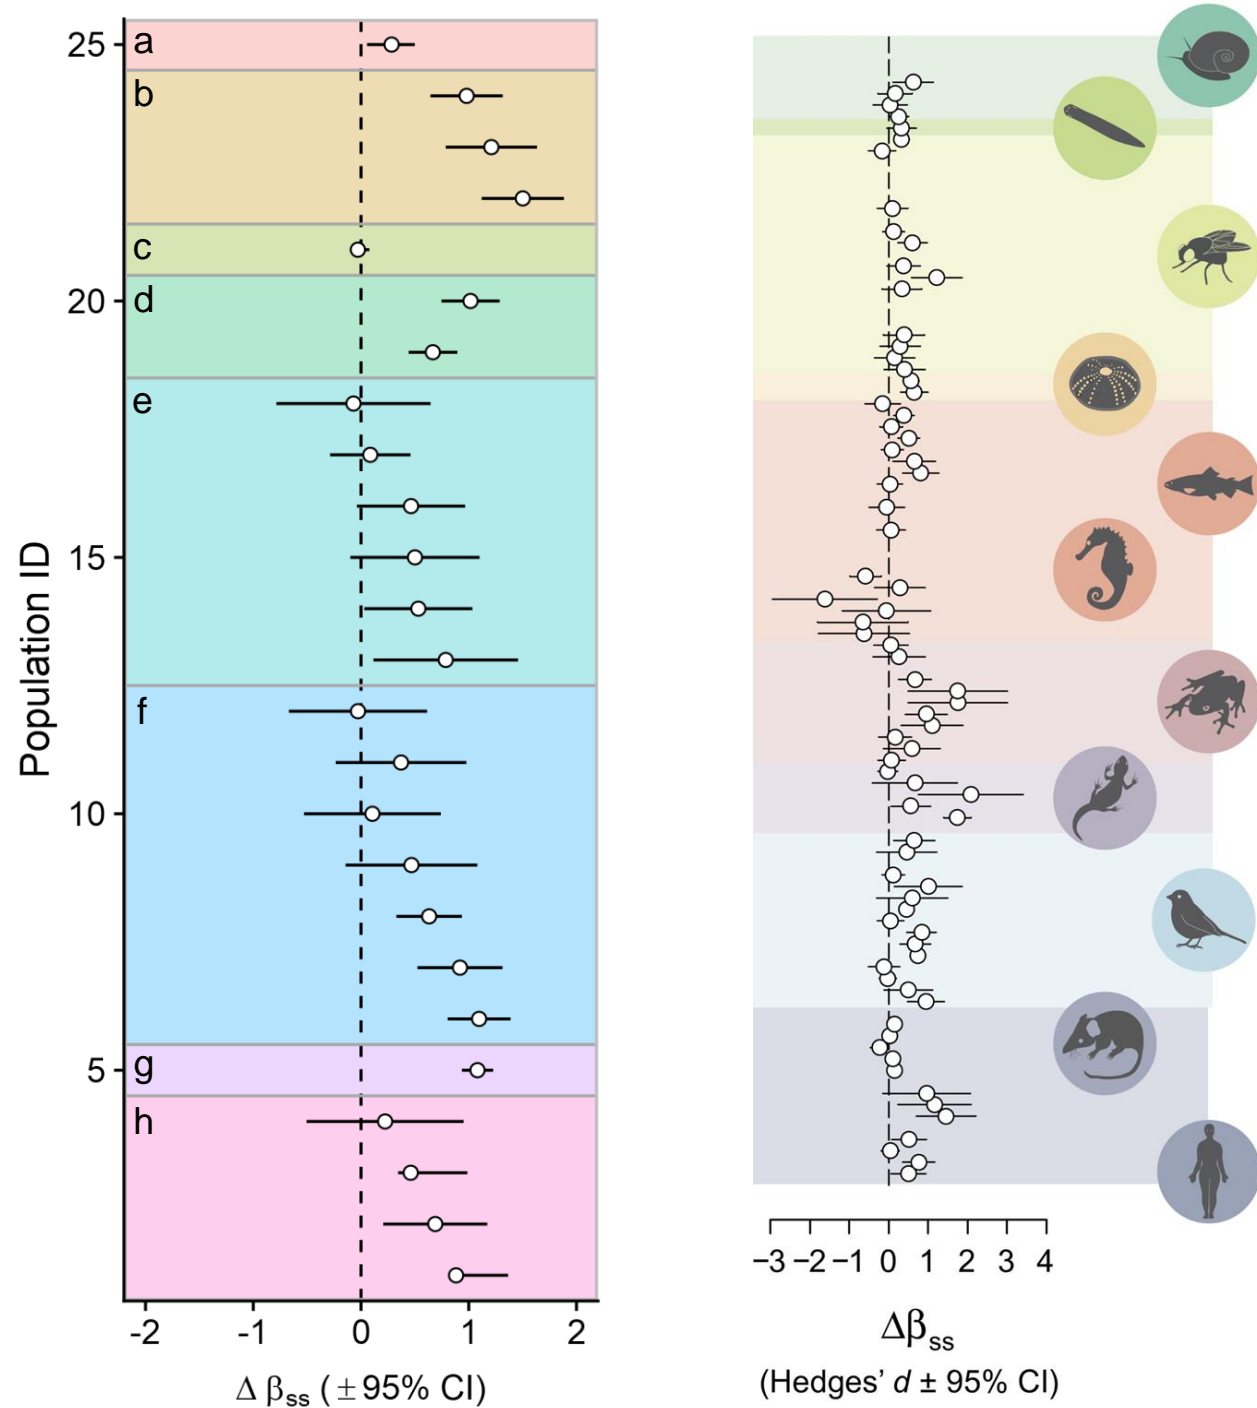 25
20
15
10
5
a
b
c
d
e
f
g
h
Population ID
-2 -1 0 1 2
Δ βss ( ± 95% CI)
−3 −2 −1 0 1 2 3 4
Δβss
(Hedges’ d ± 95% CI)